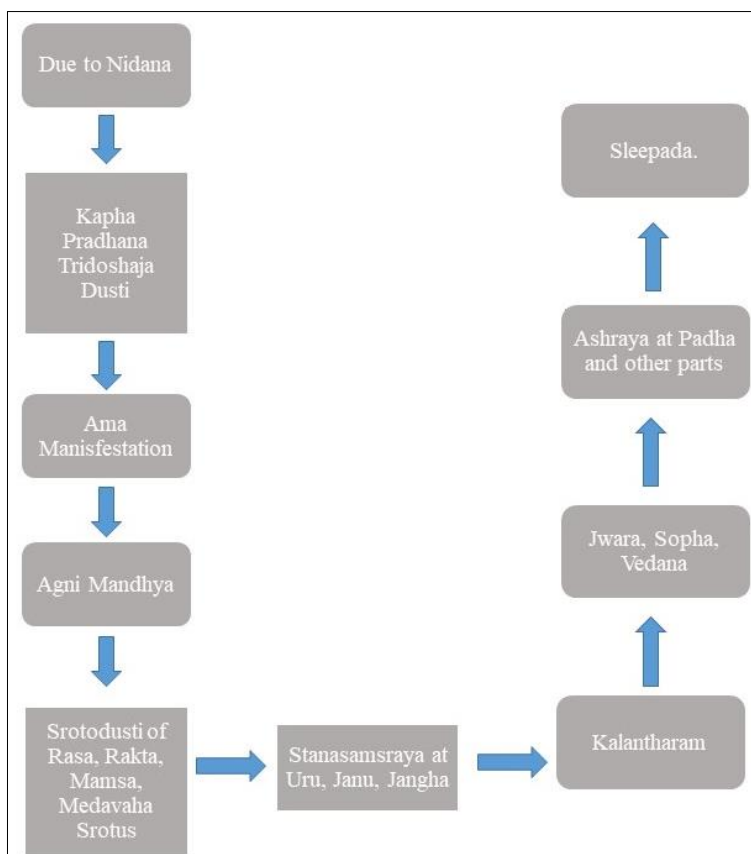 Due to Nidana
Kapha
Pradhana
Tridoshaja
Dusti
Ama
Manisfestation
Agni Mandhya
Srotodusti of
Rasa, Rakta,
Mamsa,
Medavaha
Srotus
Stanasamsraya at
Uru, Janu, Jangha
Kalantharam
Jwara, Sopha,
Vedana
Ashraya at Padha
and other parts
Sleepada.